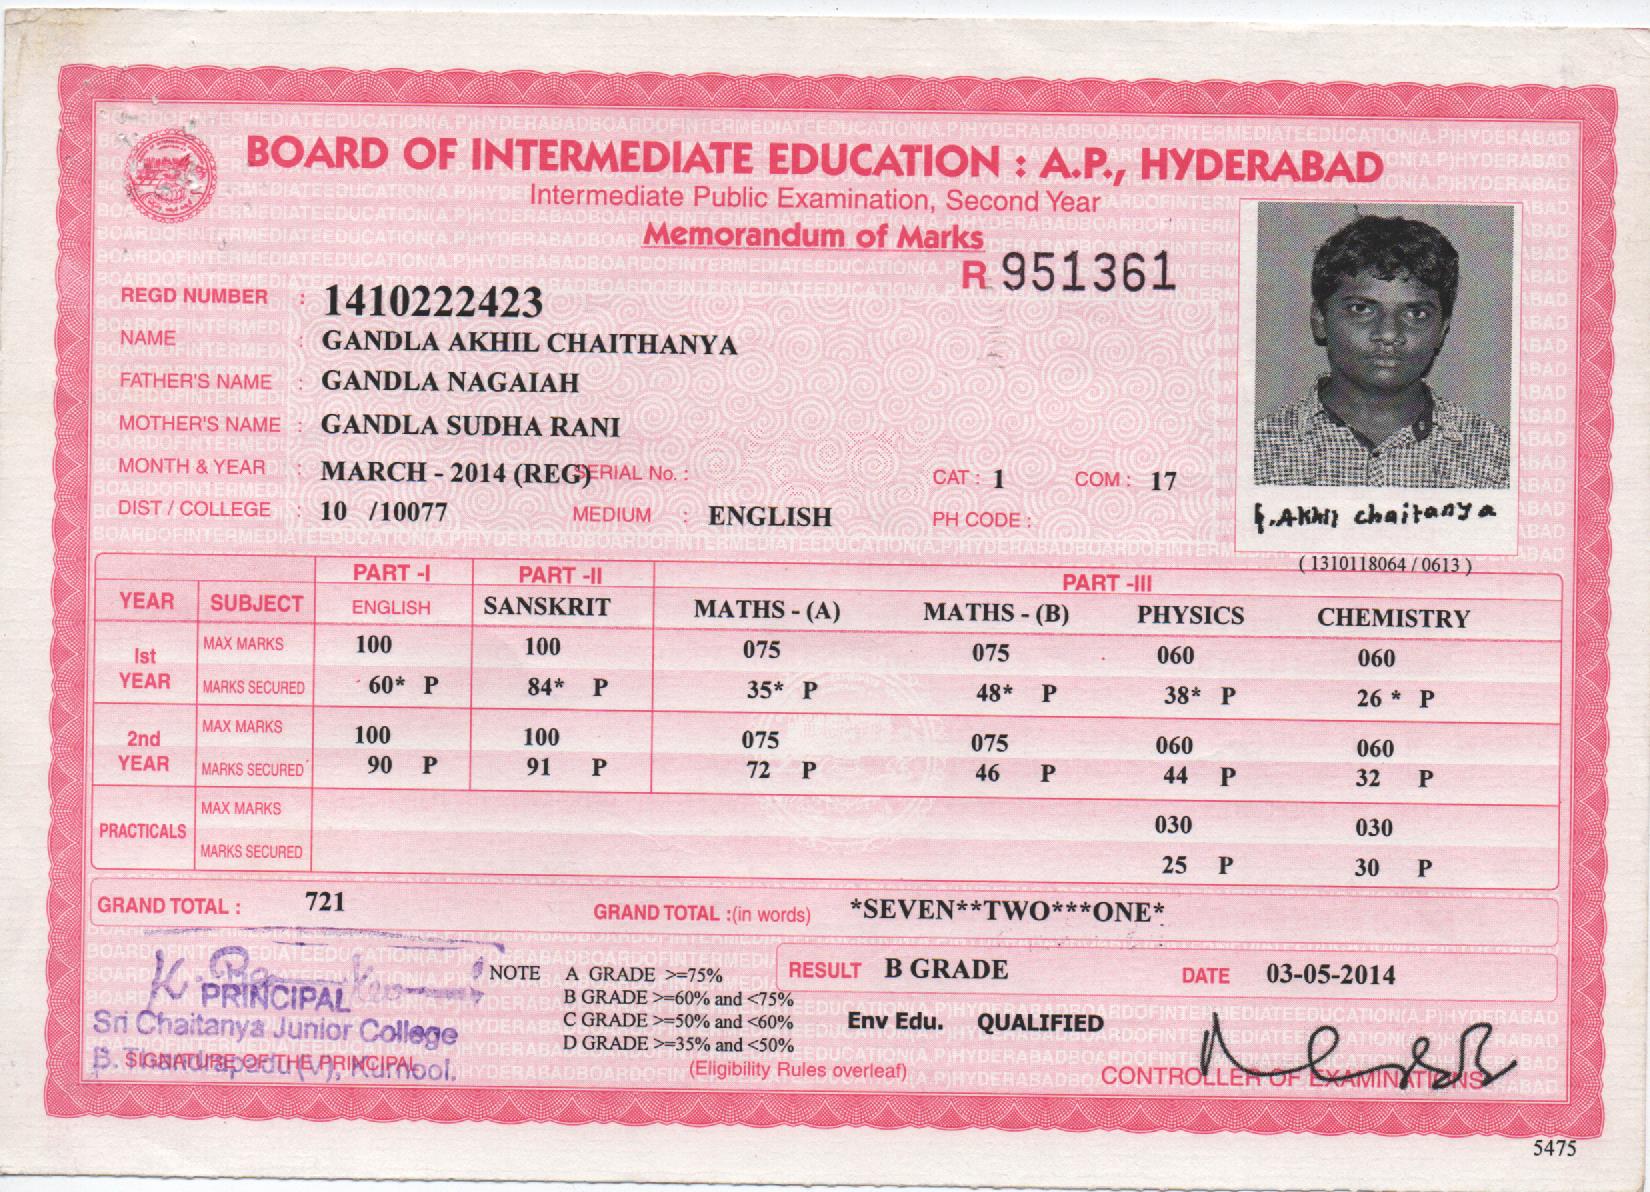 BOARD OF INTERMEDIATE EDUCATION : A.P., HYDERABAD
Intermediate Public Examination, Second Year
Memorandum of Marks
R 951361
REGD NUMBER : 1410222423
NAME : GANDLA AKHIL CHAITHANYA
FATHER'S NAME : GANDLA NAGAIAH
MOTHER'S NAME : GANDLA SUDHA RANI
MONTH & YEAR : MARCH - 2014 (REG) SERIAL No. : CAT : 1 COM : 17
DIST / COLLEGE : 10 /10077 MEDIUM : ENGLISH PH CODE :
G.Akhil chaitanya
( 1310118064 / 0613 )
PART -I PART -II PART -III
YEAR SUBJECT ENGLISH SANSKRIT MATHS - (A) MATHS - (B) PHYSICS CHEMISTRY
Ist YEAR MAX MARKS 100 100 075 075 060 060
MARKS SECURED 60* P 84* P 35* P 48* P 38* P 26 * P
2nd YEAR MAX MARKS 100 100 075 075 060 060
MARKS SECURED 90 P 91 P 72 P 46 P 44 P 32 P
PRACTICALS MAX MARKS 030 030
MARKS SECURED 25 P 30 P
GRAND TOTAL : 721 GRAND TOTAL :(in words) *SEVEN**TWO***ONE*
NOTE A GRADE >=75%
B GRADE >=60% and <75%
C GRADE >=50% and <60%
D GRADE >=35% and <50%
(Eligibility Rules overleaf)
RESULT B GRADE DATE 03-05-2014
Env Edu. QUALIFIED
PRINCIPAL
Sri Chaitanya Junior College
B. Thandrapadu (V), Kurnool.
SIGNATURE OF THE PRINCIPAL
CONTROLLER OF EXAMINATIONS
5475